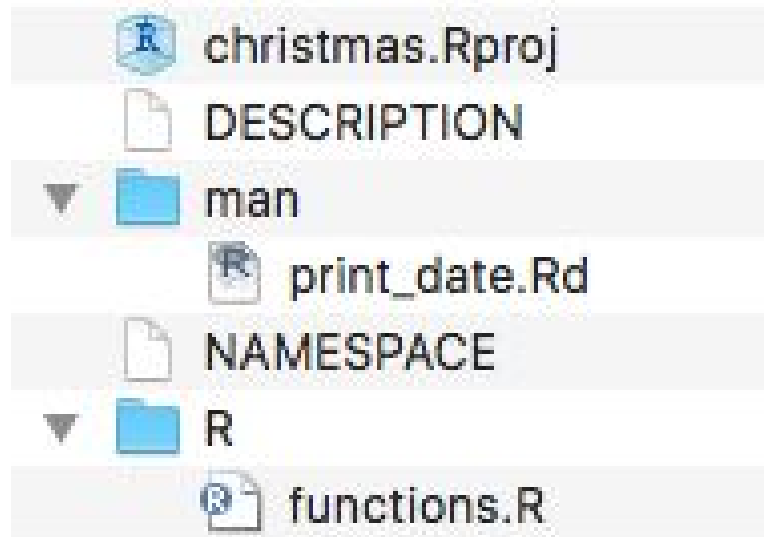 christmas.Rproj
DESCRIPTION
man
print_date.Rd
NAMESPACE
R
functions.R